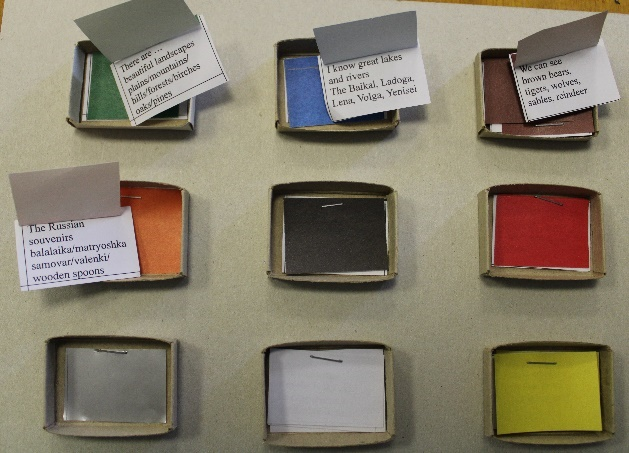 There are ...
beautiful landscapes
plains/mountains/
hills/forests/birches
oaks/pines
I know great lakes
and rivers
The Baikal, Ladoga,
Lena, Volga, Yenisei
We can see
brown bears,
tigers, wolves,
sables, reindeer
The Russian
souvenirs
balalaika/matryoshka
samovar/valenki/
wooden spoons